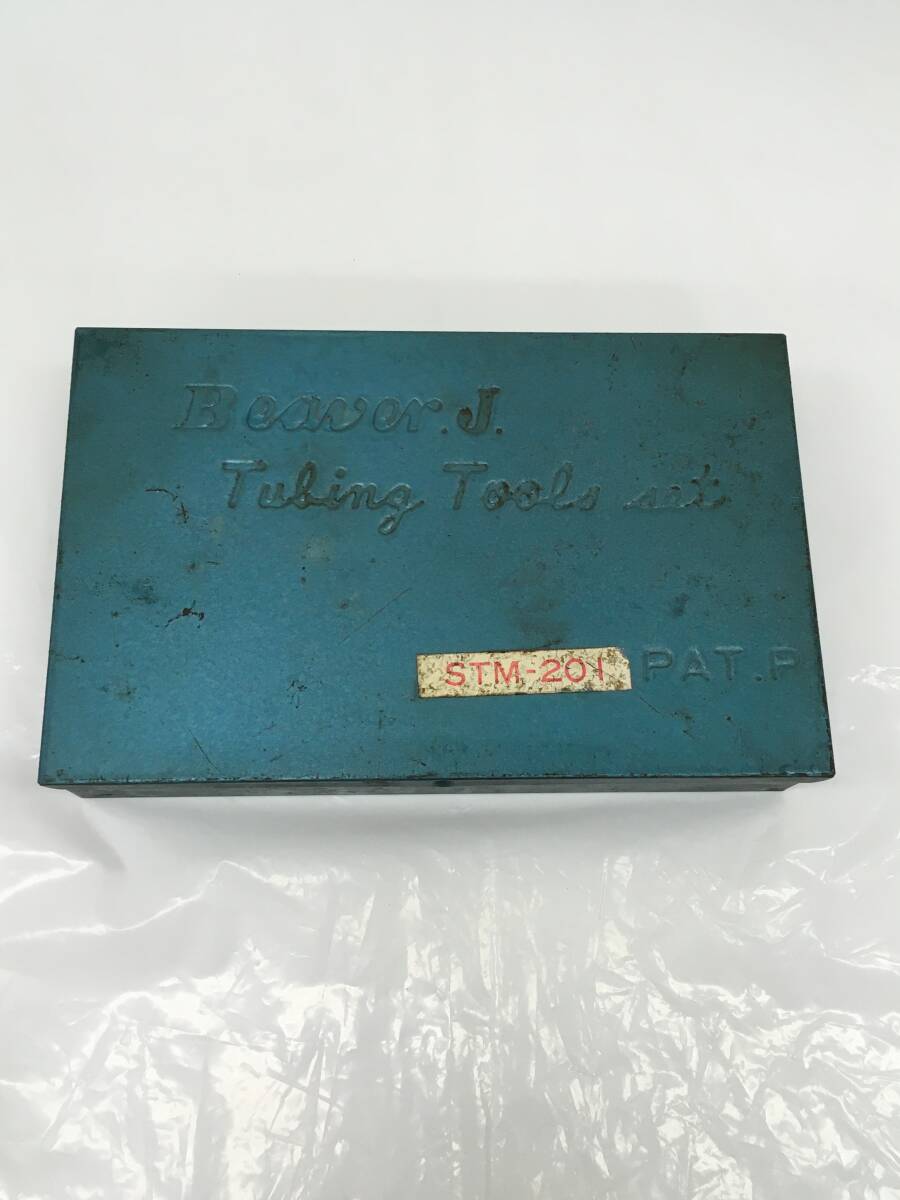 Beaver.J.
Tubing Tools set
STM-201 PAT.P